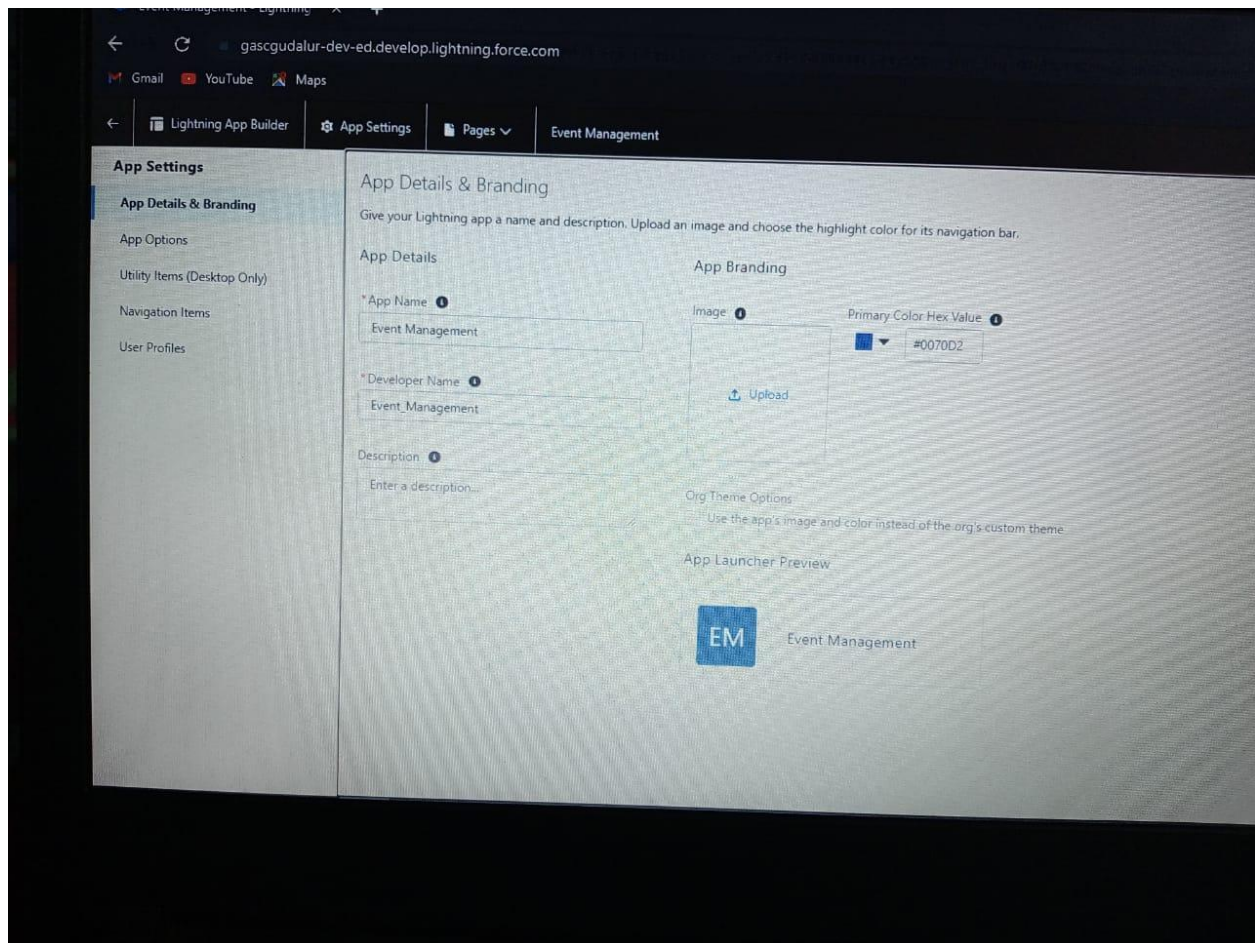 Event Management - Lightning
gascgudalur-dev-ed.develop.lightning.force.com
Gmail YouTube Maps
Lightning App Builder App Settings Pages Event Management
App Settings
App Details & Branding
App Options
Utility Items (Desktop Only)
Navigation Items
User Profiles
App Details & Branding
Give your Lightning app a name and description. Upload an image and choose the highlight color for its navigation bar.
App Details
*App Name
Event Management
*Developer Name
Event_Management
Description
Enter a description...
App Branding
Image
Upload
Primary Color Hex Value
#0070D2
Org Theme Options
Use the app's image and color instead of the org's custom theme
App Launcher Preview
EM Event Management